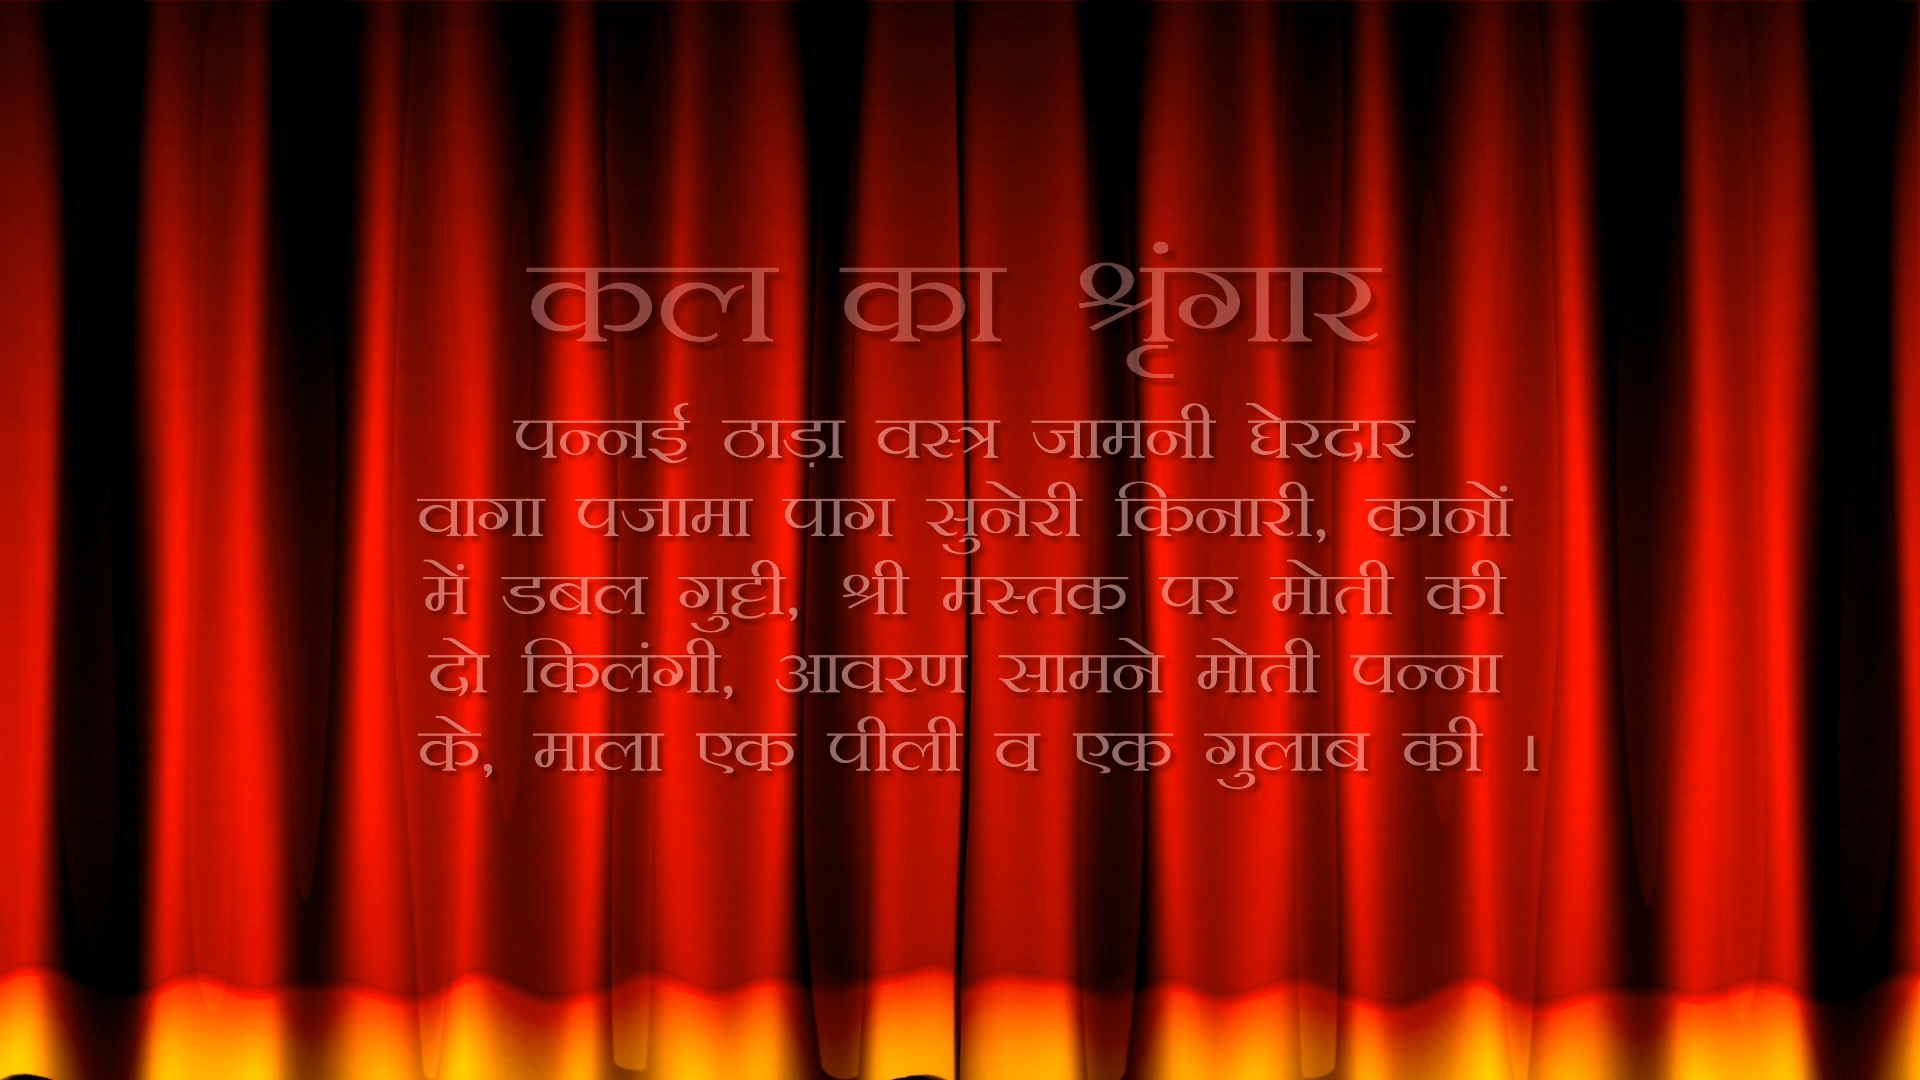 कल का श्रृंगार
पन्नई ठाड़ा वस्त्र जामनी घेरदार
वागा पजामा पाग सुनेरी किनारी, कानों
में डबल गुद्दी, श्री मस्तक पर मोती की
दो किलंगी, आवरण सामने मोती पन्ना
के, माला एक पीली व एक गुलाब की ।